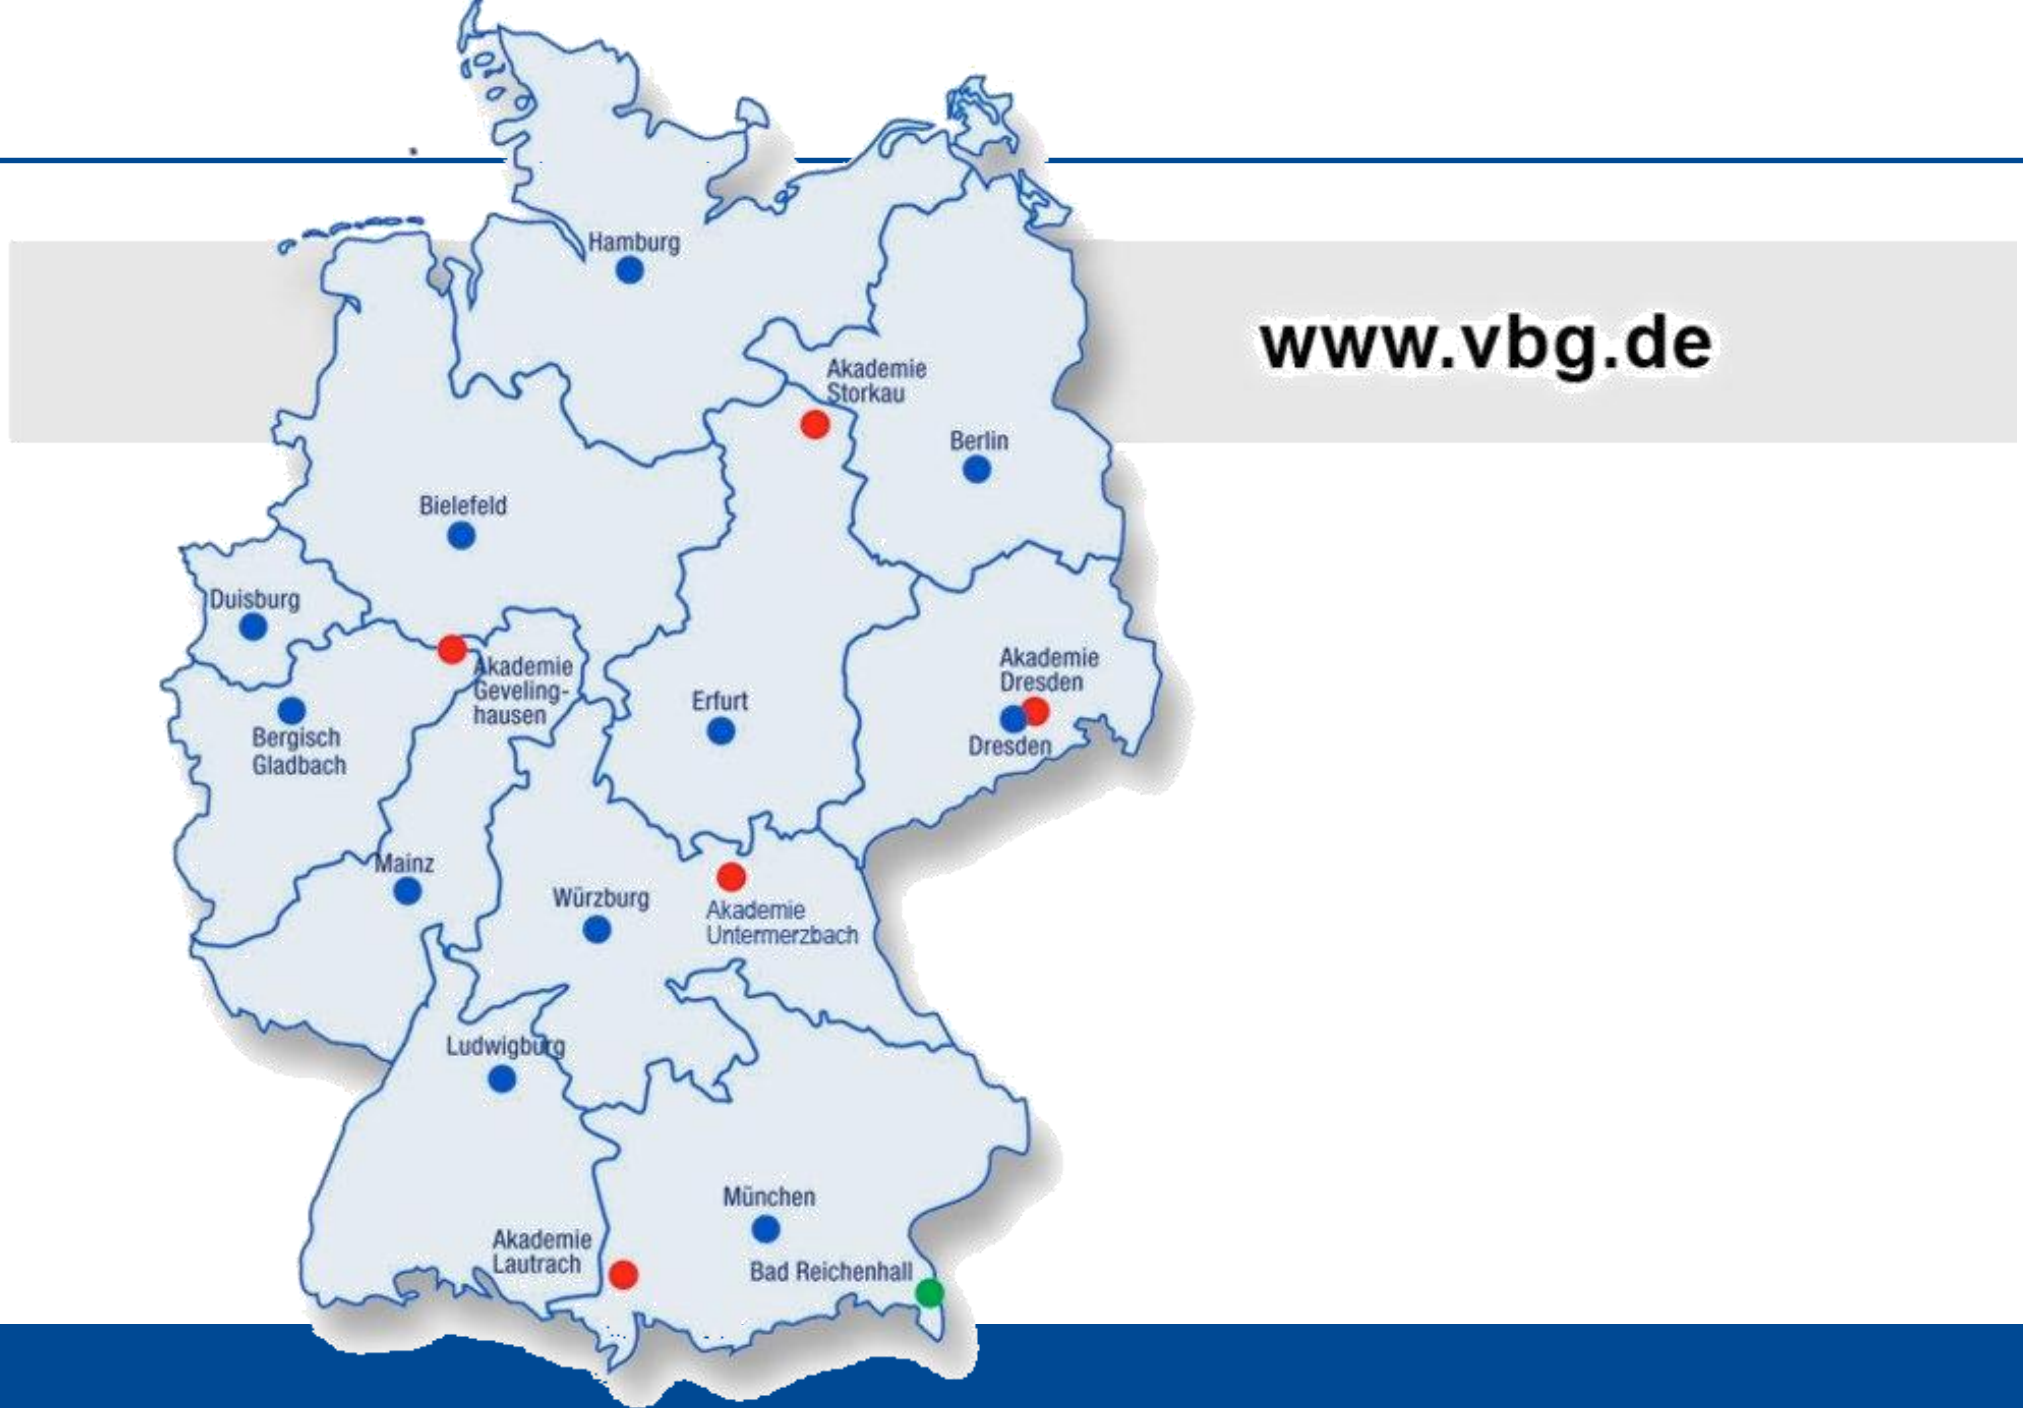 Hamburg
www.vbg.de
Akademie
Storkau
Berlin
Bielefeld
Duisburg
Akademie
Geveling-
hausen
Akademie
Dresden
Erfurt
Bergisch
Gladbach
Dresden
Mainz
Würzburg
Akademie
Untermerzbach
Ludwigburg
München
Akademie
Lautrach
Bad Reichenhall